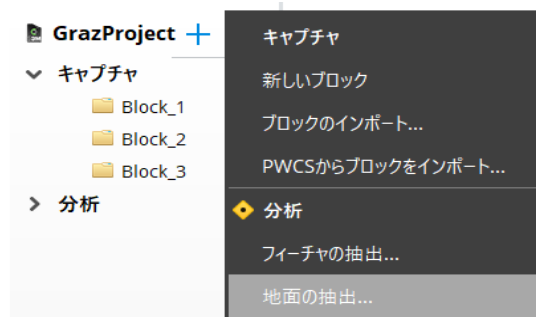 GrazProject
キャプチャ
Block_1
Block_2
Block_3
分析
キャプチャ
新しいブロック
ブロックのインポート...
PWCSからブロックをインポート...
分析
フィーチャの抽出...
地面の抽出...